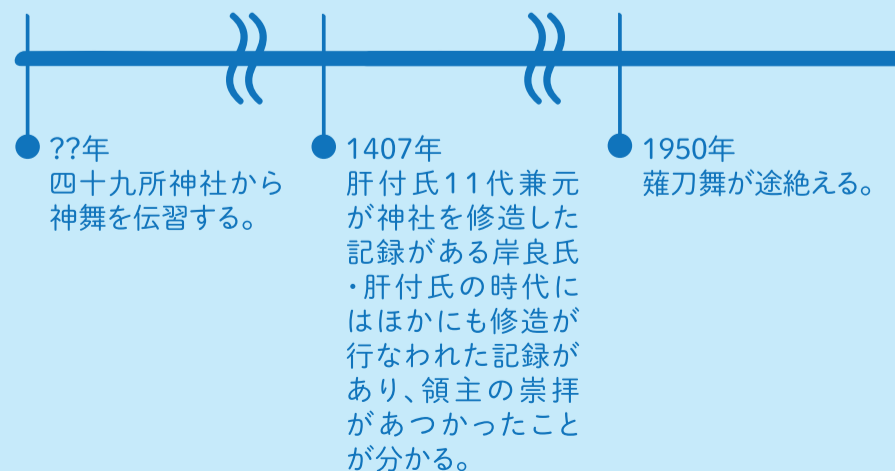 ??年
四十九所神社から
神舞を伝習する。
1407年
肝付氏11代兼元
が神社を修造した
記録がある岸良氏
・肝付氏の時代に
はほかにも修造が
行なわれた記録が
あり、領主の崇拝
があつかったこと
が分かる。
1950年
薙刀舞が途絶える。